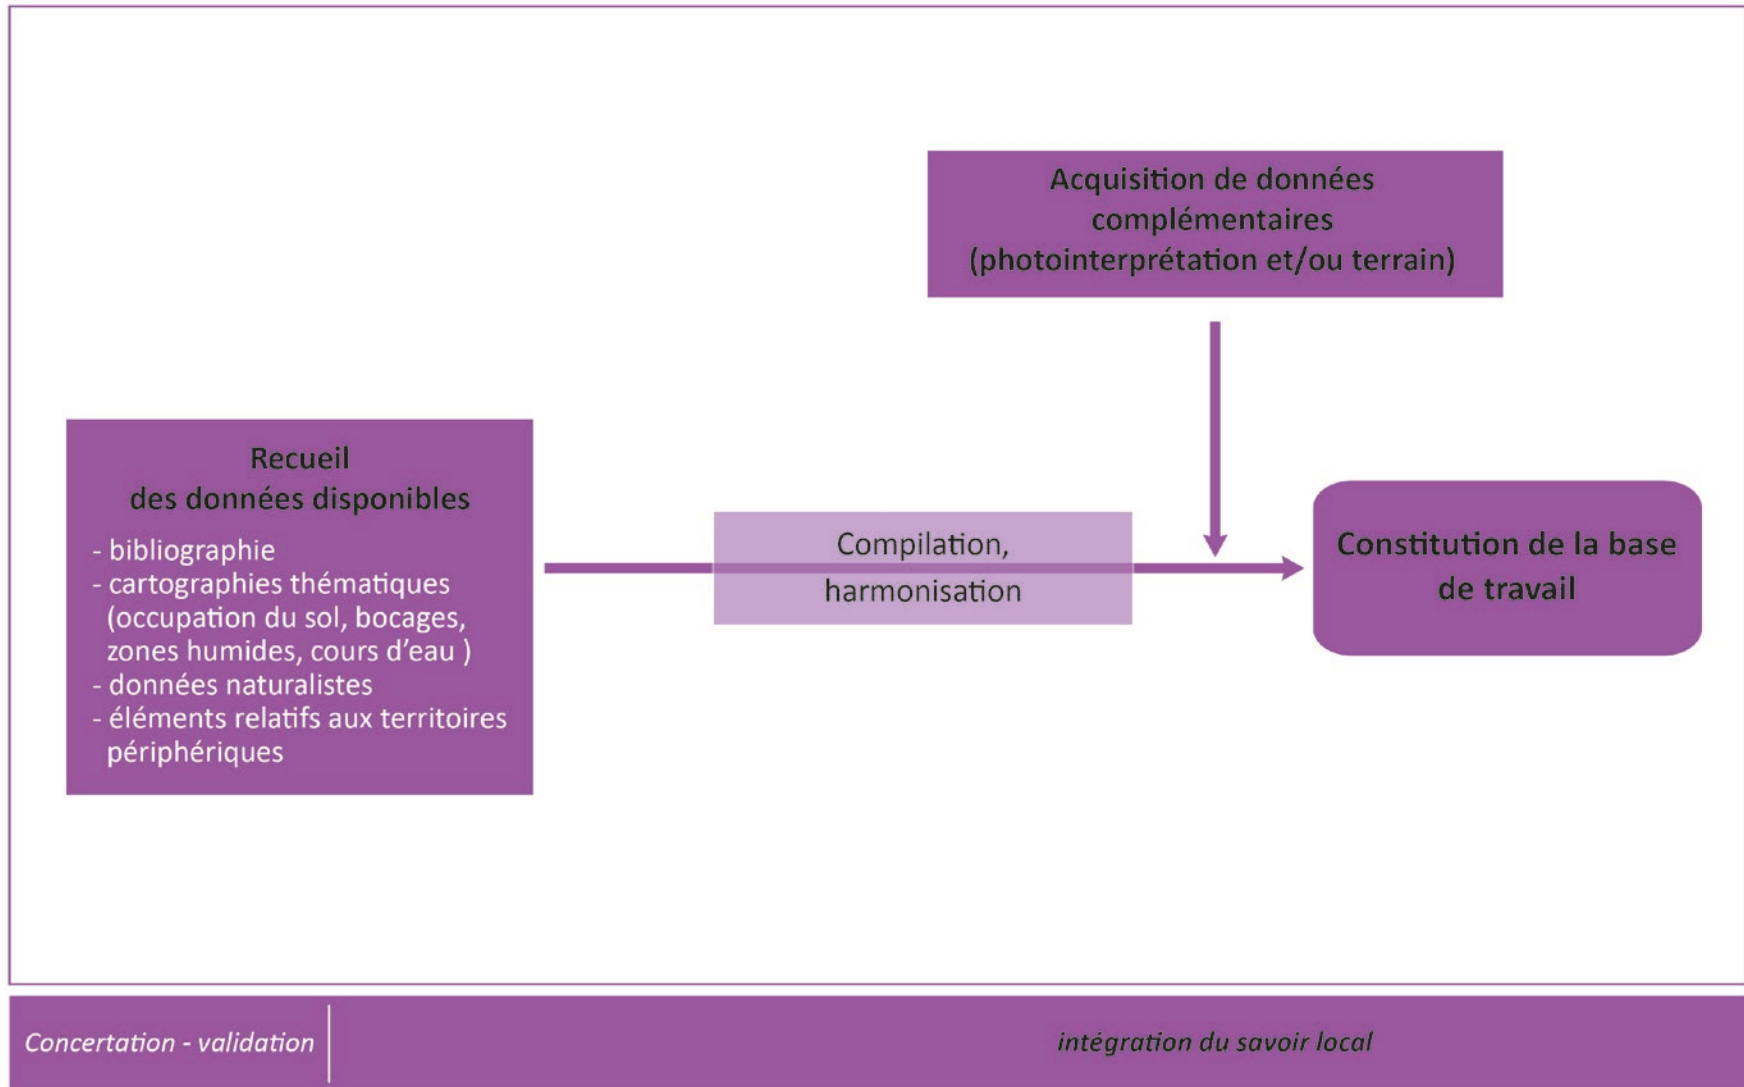 Acquisition de données
complémentaires
(photointerprétation et/ou terrain)
Recueil
des données disponibles
- bibliographie
- cartographies thématiques
(occupation du sol, bocages,
zones humides, cours d’eau )
- données naturalistes
- éléments relatifs aux territoires
périphériques
Compilation,
harmonisation
Constitution de la base
de travail
Concertation - validation
intégration du savoir local